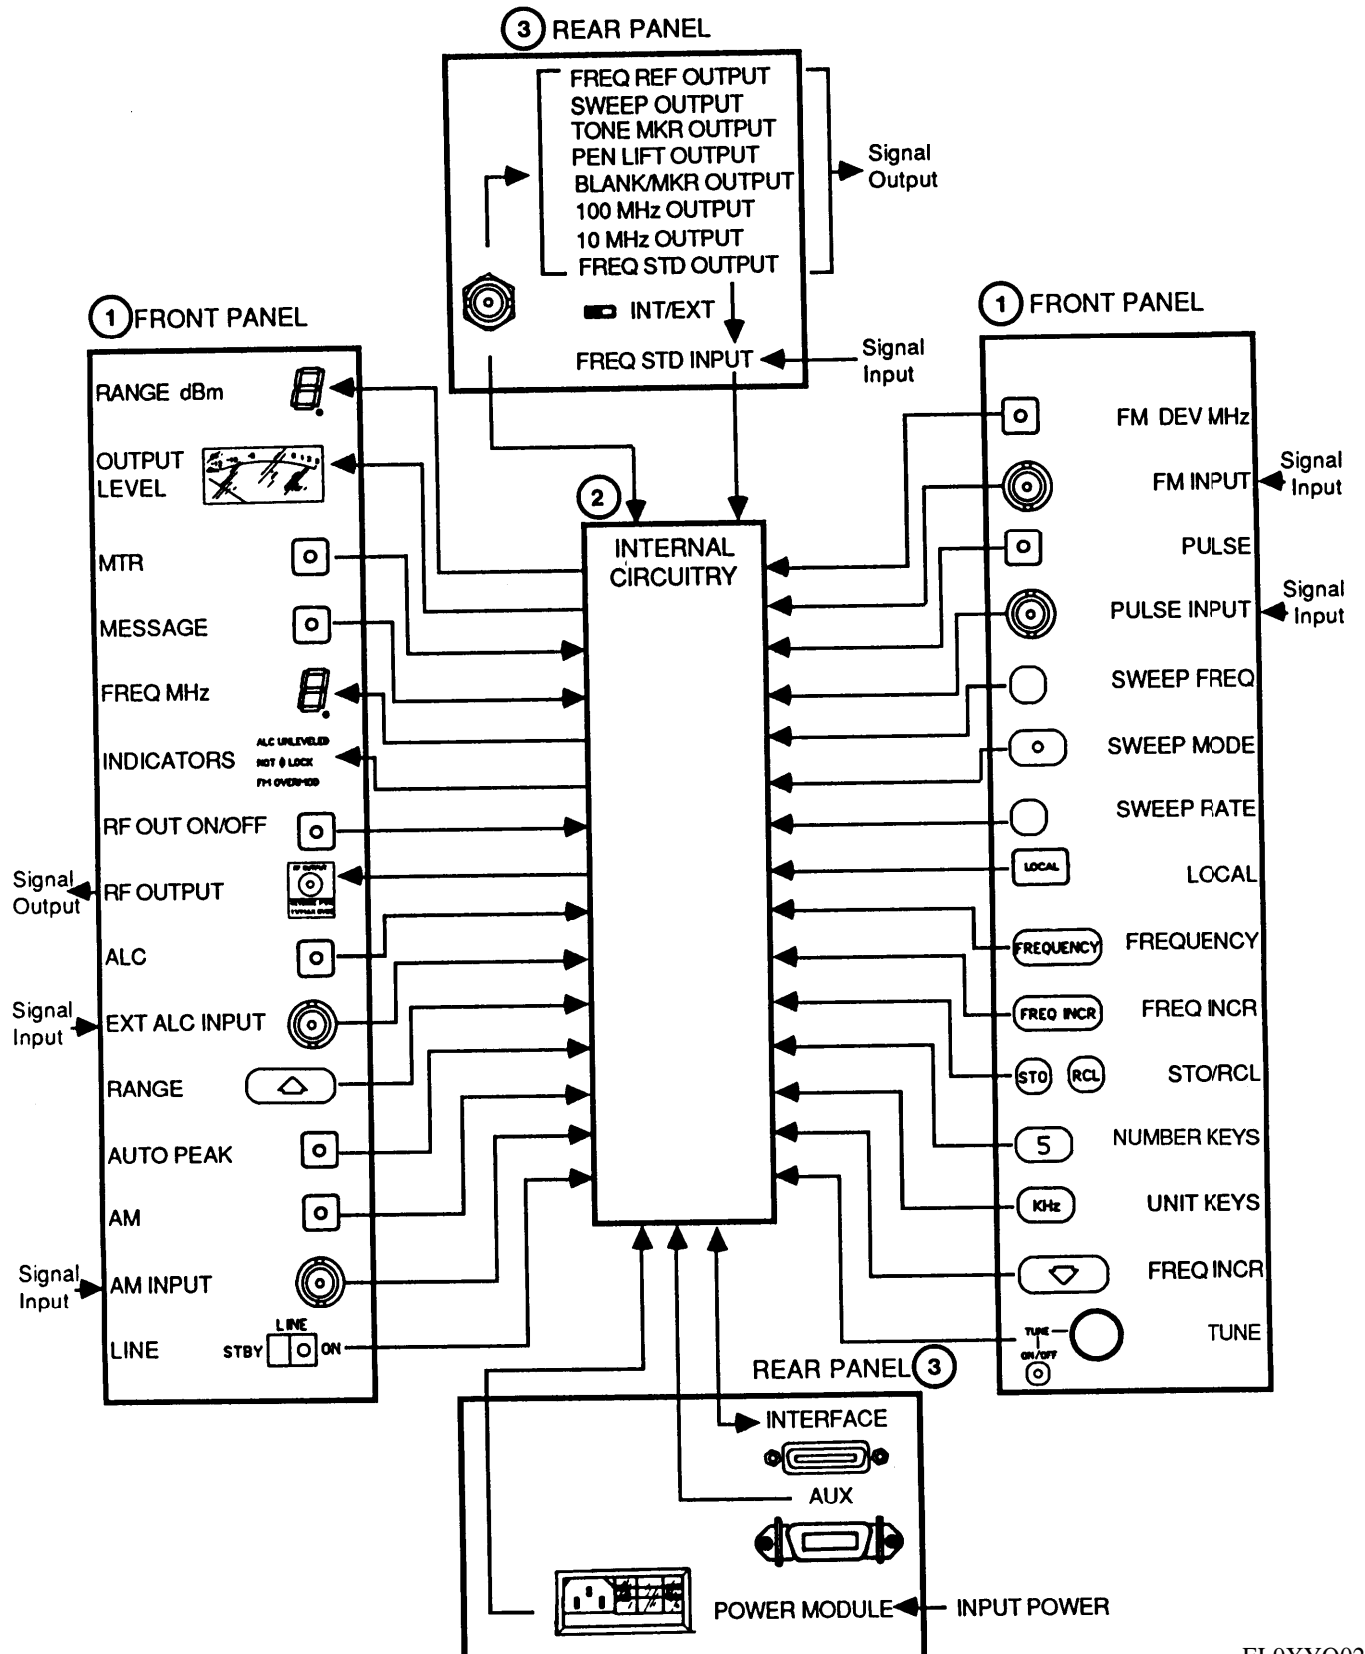 3 REAR PANEL
FREQ REF OUTPUT
SWEEP OUTPUT
TONE MKR OUTPUT
PEN LIFT OUTPUT
BLANK/MKR OUTPUT
100 MHz OUTPUT
10 MHz OUTPUT
FREQ STD OUTPUT
Signal
Output
INT/EXT
FREQ STD INPUT
Signal
Input
1 FRONT PANEL
RANGE dBm
OUTPUT
LEVEL
MTR
MESSAGE
FREQ MHz
INDICATORS
ALC UNLEVELED
NOT ϕ LOCK
FM OVERMOD
RF OUT ON/OFF
Signal
Output
RF OUTPUT
RF OUTPUT
ALC
Signal
Input
EXT ALC INPUT
RANGE
AUTO PEAK
AM
Signal
Input
AM INPUT
LINE
LINE
STBY
ON
2
INTERNAL
CIRCUITRY
1 FRONT PANEL
FM DEV MHz
FM INPUT
Signal
Input
PULSE
PULSE INPUT
Signal
Input
SWEEP FREQ
SWEEP MODE
SWEEP RATE
LOCAL
LOCAL
FREQUENCY
FREQUENCY
FREQ INCR
FREQ INCR
STO
RCL
STO/RCL
5
NUMBER KEYS
KHz
UNIT KEYS
FREQ INCR
TUNE
ON/OFF
TUNE
REAR PANEL 3
INTERFACE
AUX
POWER MODULE
INPUT POWER